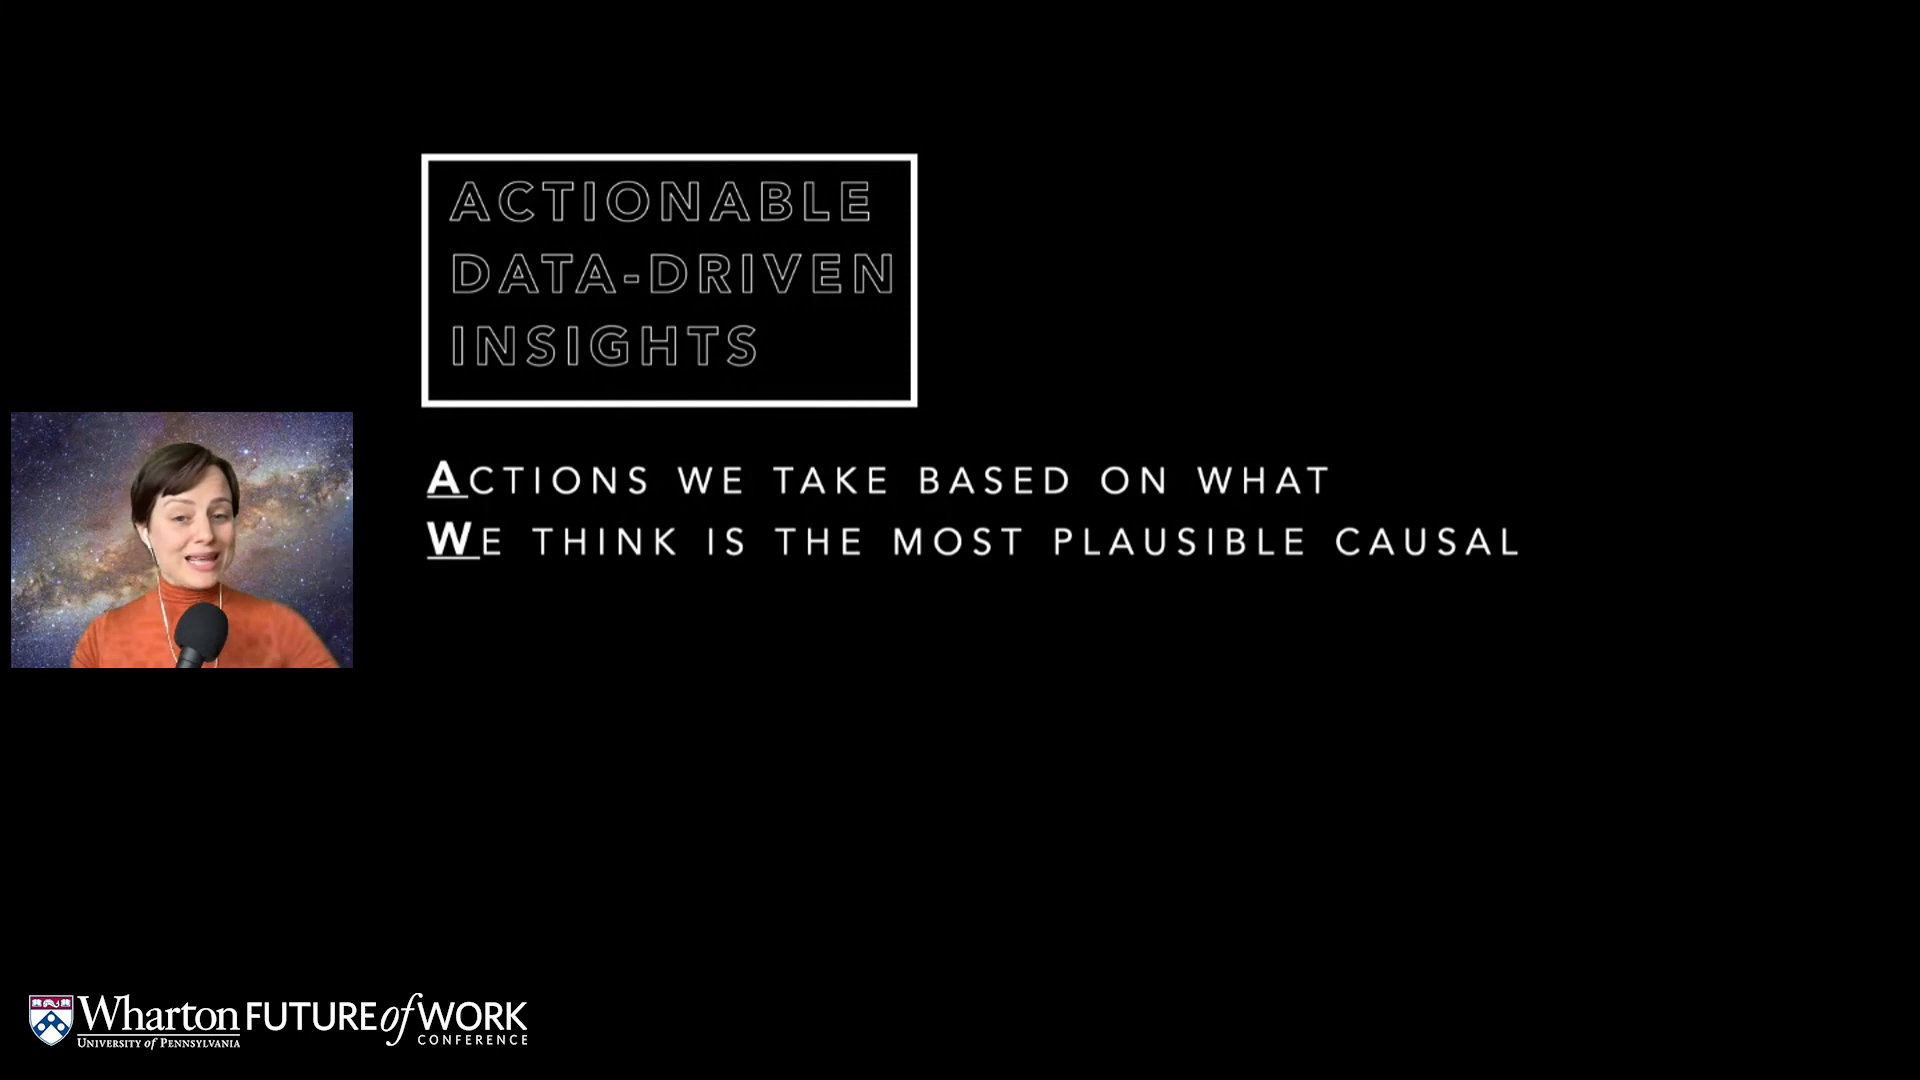 ACTIONABLE
DATA-DRIVEN
INSIGHTS
ACTIONS WE TAKE BASED ON WHAT
WE THINK IS THE MOST PLAUSIBLE CAUSAL
Wharton FUTURE of WORK
UNIVERSITY of PENNSYLVANIA CONFERENCE